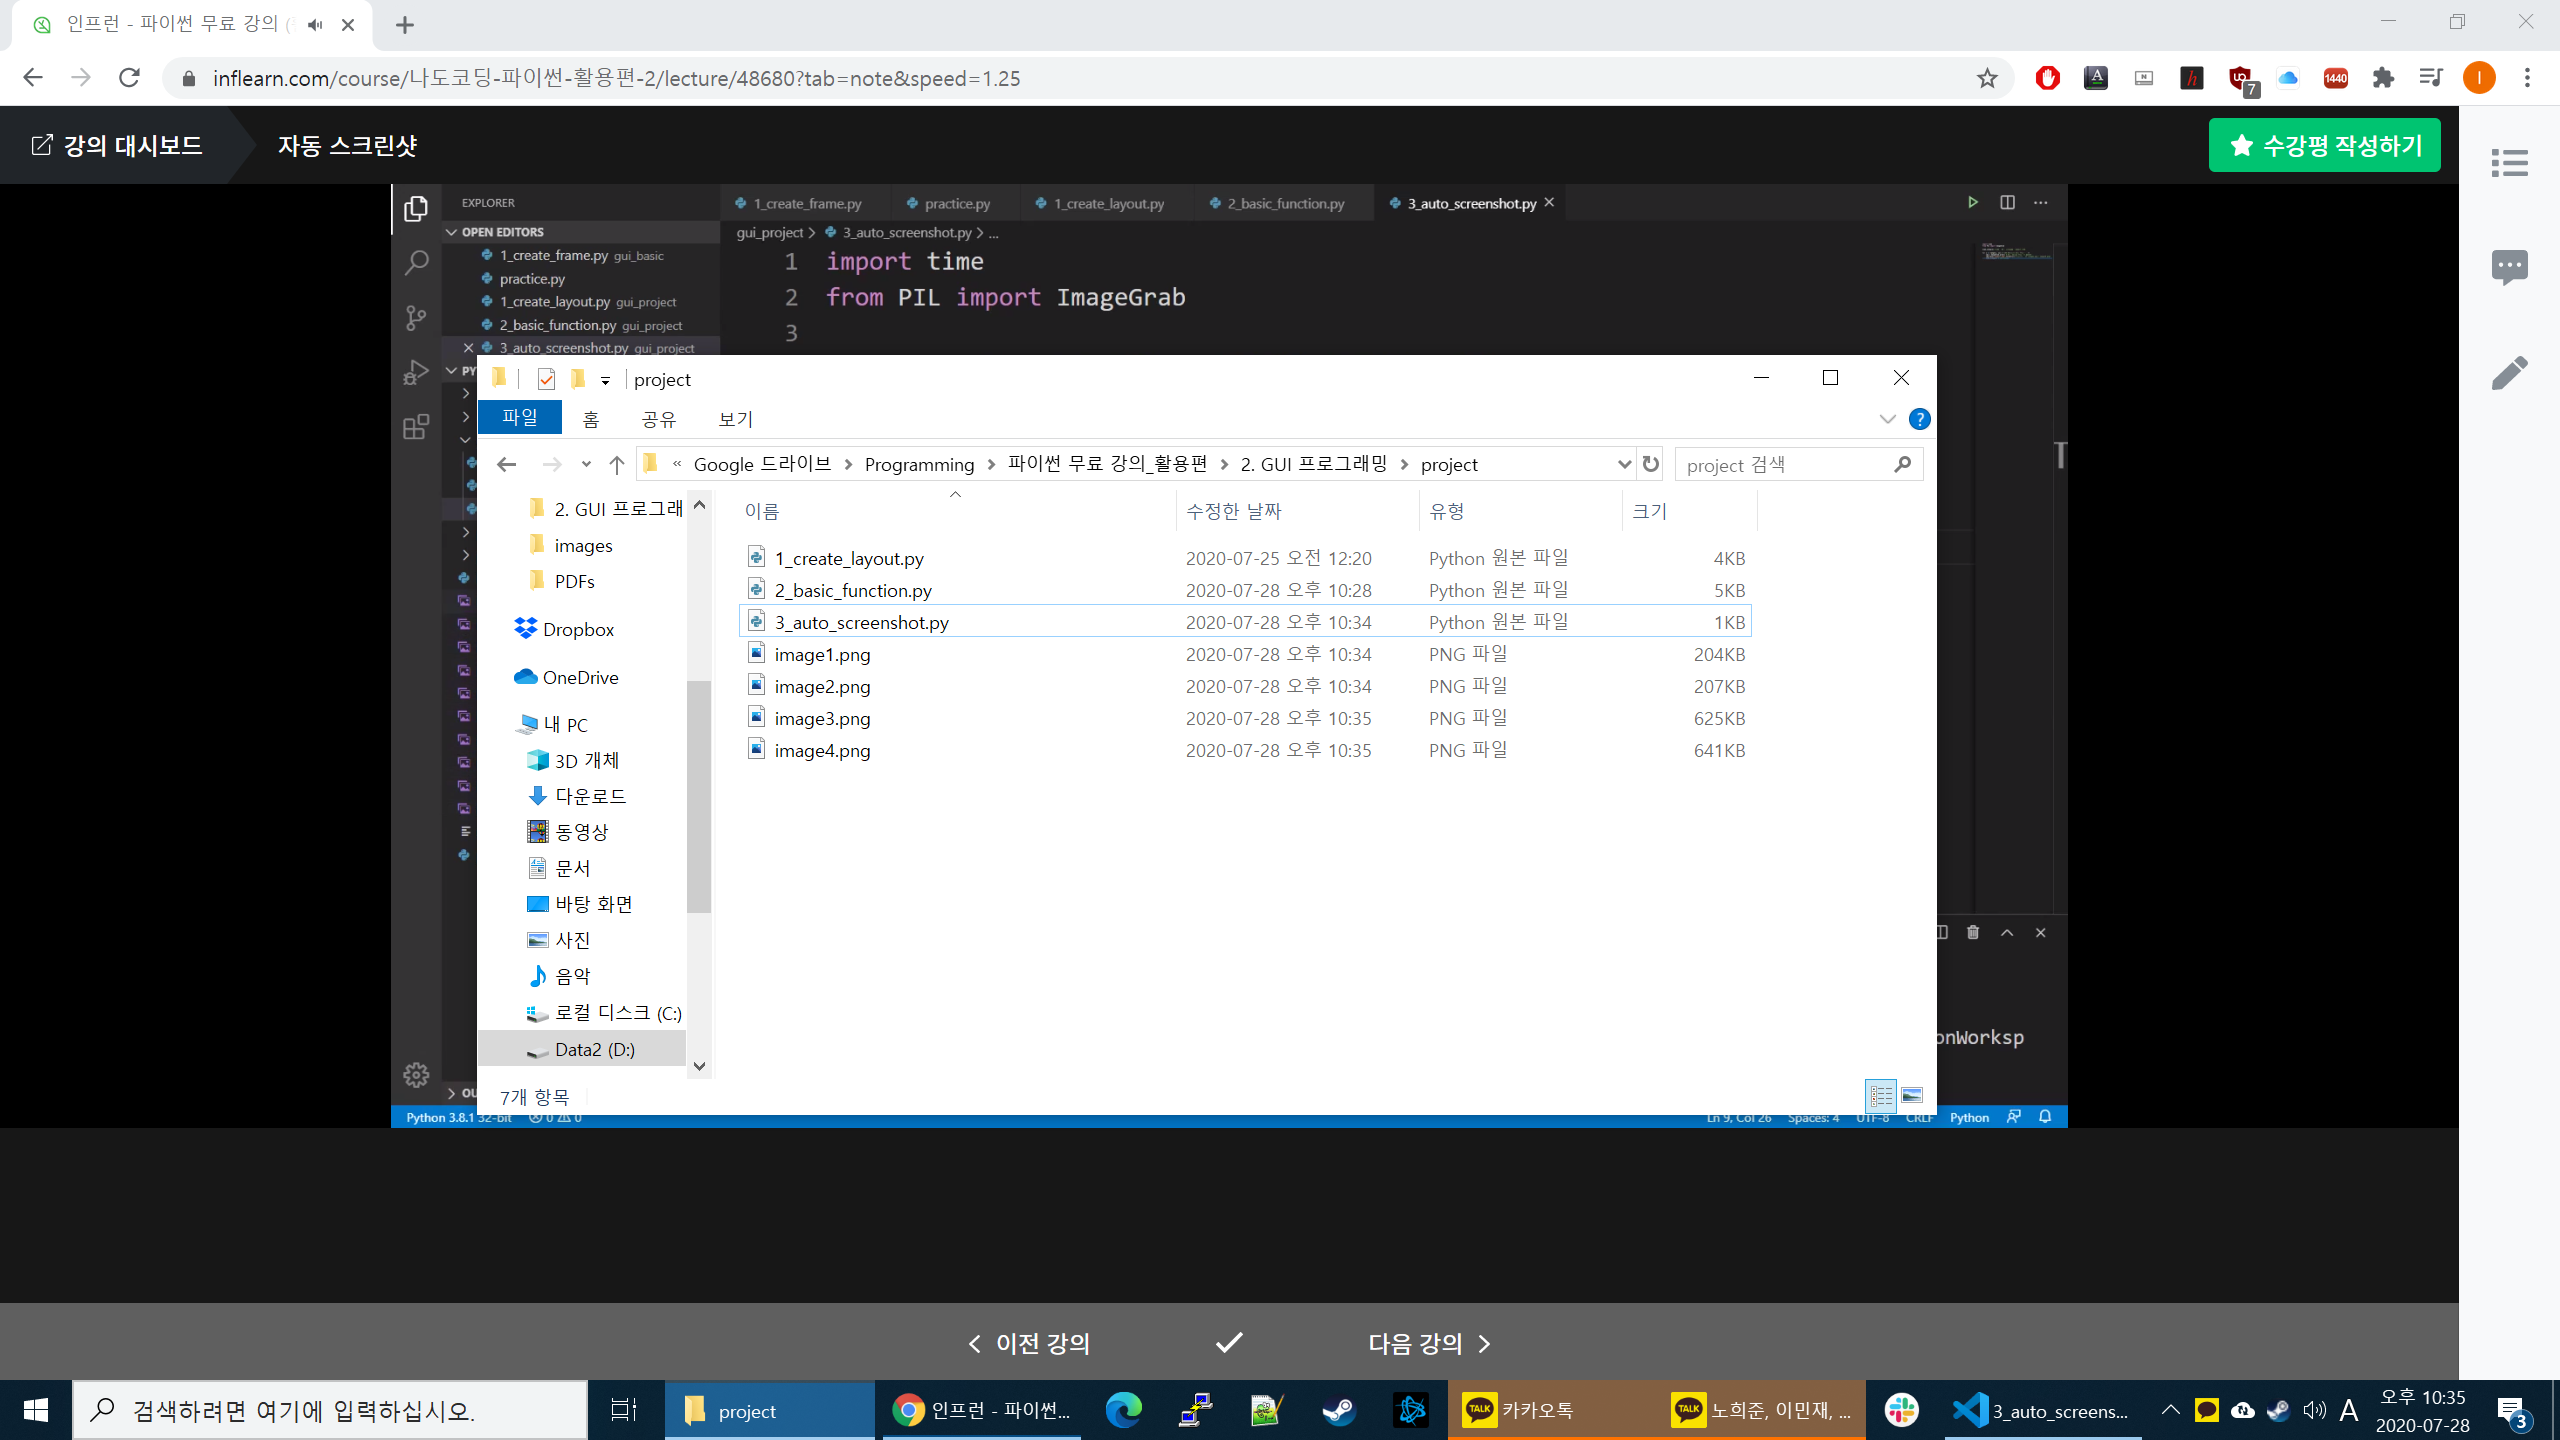 인프런 - 파이썬 무료 강의
inflearn.com/course/나도코딩-파이썬-활용편-2/lecture/48680?tab=note&speed=1.25
7
1440
I
강의 대시보드
자동 스크린샷
수강평 작성하기
EXPLORER
1_create_frame.py
practice.py
1_create_layout.py
2_basic_function.py
3_auto_screenshot.py
OPEN EDITORS
gui_project > 3_auto_screenshot.py > ...
1_create_frame.py gui_basic
practice.py
1_create_layout.py gui_project
2_basic_function.py gui_project
3_auto_screenshot.py gui_project
1 import time
2 from PIL import ImageGrab
3
PY
project
파일
홈
공유
보기
« Google 드라이브 > Programming > 파이썬 무료 강의_활용편 > 2. GUI 프로그래밍 > project
project 검색
2. GUI 프로그래
images
PDFs
Dropbox
OneDrive
내 PC
3D 개체
다운로드
동영상
문서
바탕 화면
사진
음악
로컬 디스크 (C:)
Data2 (D:)
이름 수정한 날짜 유형 크기
1_create_layout.py 2020-07-25 오전 12:20 Python 원본 파일 4KB
2_basic_function.py 2020-07-28 오후 10:28 Python 원본 파일 5KB
3_auto_screenshot.py 2020-07-28 오후 10:34 Python 원본 파일 1KB
image1.png 2020-07-28 오후 10:34 PNG 파일 204KB
image2.png 2020-07-28 오후 10:34 PNG 파일 207KB
image3.png 2020-07-28 오후 10:35 PNG 파일 625KB
image4.png 2020-07-28 오후 10:35 PNG 파일 641KB
7개 항목
onWorksp
OU
Python 3.8.1 32-bit 0 0
Ln 9, Col 26 Spaces: 4 UTF-8 CRLF Python
이전 강의
다음 강의
검색하려면 여기에 입력하십시오.
project
인프런 - 파이썬...
TALK 카카오톡
TALK 노희준, 이민재, ...
3_auto_screens...
A
오후 10:35
2020-07-28
3